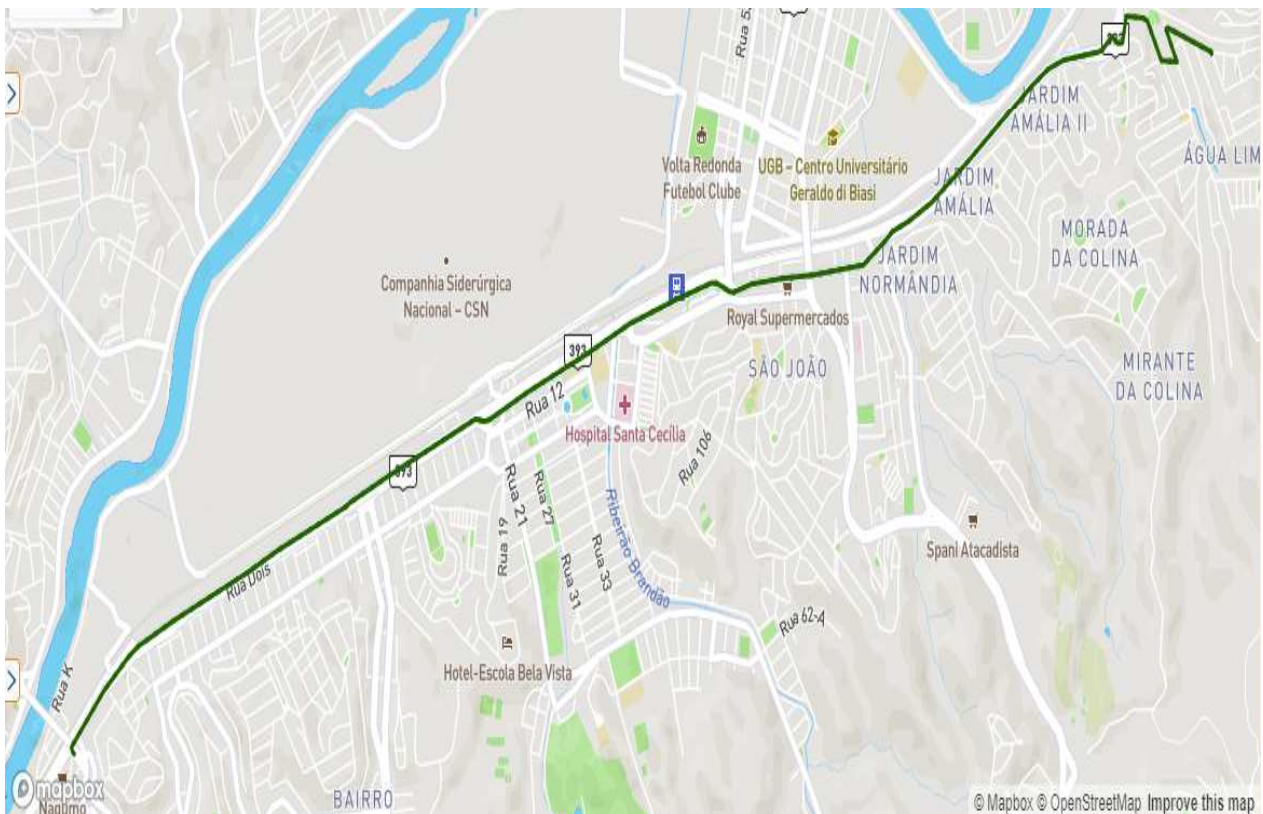 Rua 5
JARDIM
AMÁLIA II
ÁGUA LIM
Volta Redonda
Futebol Clube
UGB - Centro Universitário
Geraldo di Biasi
JARDIM
AMÁLIA
MORADA
DA COLINA
JARDIM
NORMÂNDIA
Companhia Siderúrgica
Nacional - CSN
Royal Supermercados
393
SÃO JOÃO
MIRANTE
DA COLINA
Rua 12
Hospital Santa Cecília
Rua 106
393
Rua 21
Rua 27
Rua 19
Rua 31
Rua 33
Ribeirão Brandão
Spani Atacadista
Rua Dois
Rua 62-4
Hotel-Escola Bela Vista
Rua K
mapbox
Nagumo
BAIRRO
© Mapbox © OpenStreetMap Improve this map